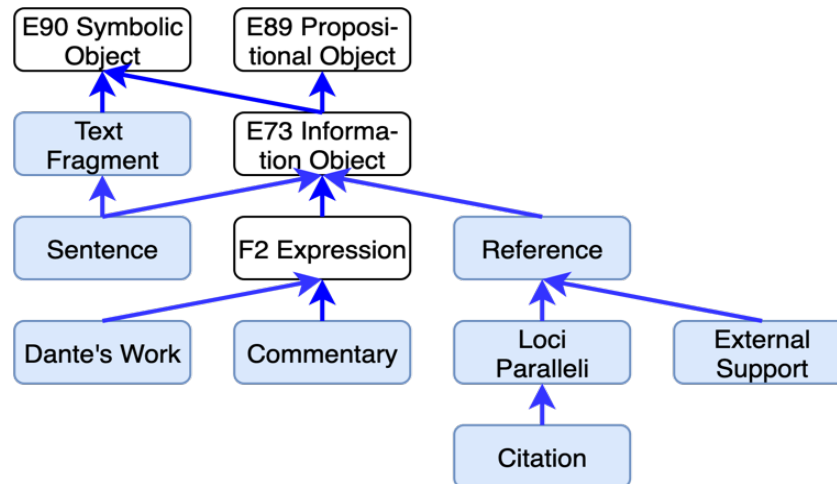 E90 Symbolic
Object
E89 Proposi-
tional Object
Text
Fragment
E73 Informa-
tion Object
Sentence
F2 Expression
Reference
Dante's Work
Commentary
Loci
Paralleli
External
Support
Citation